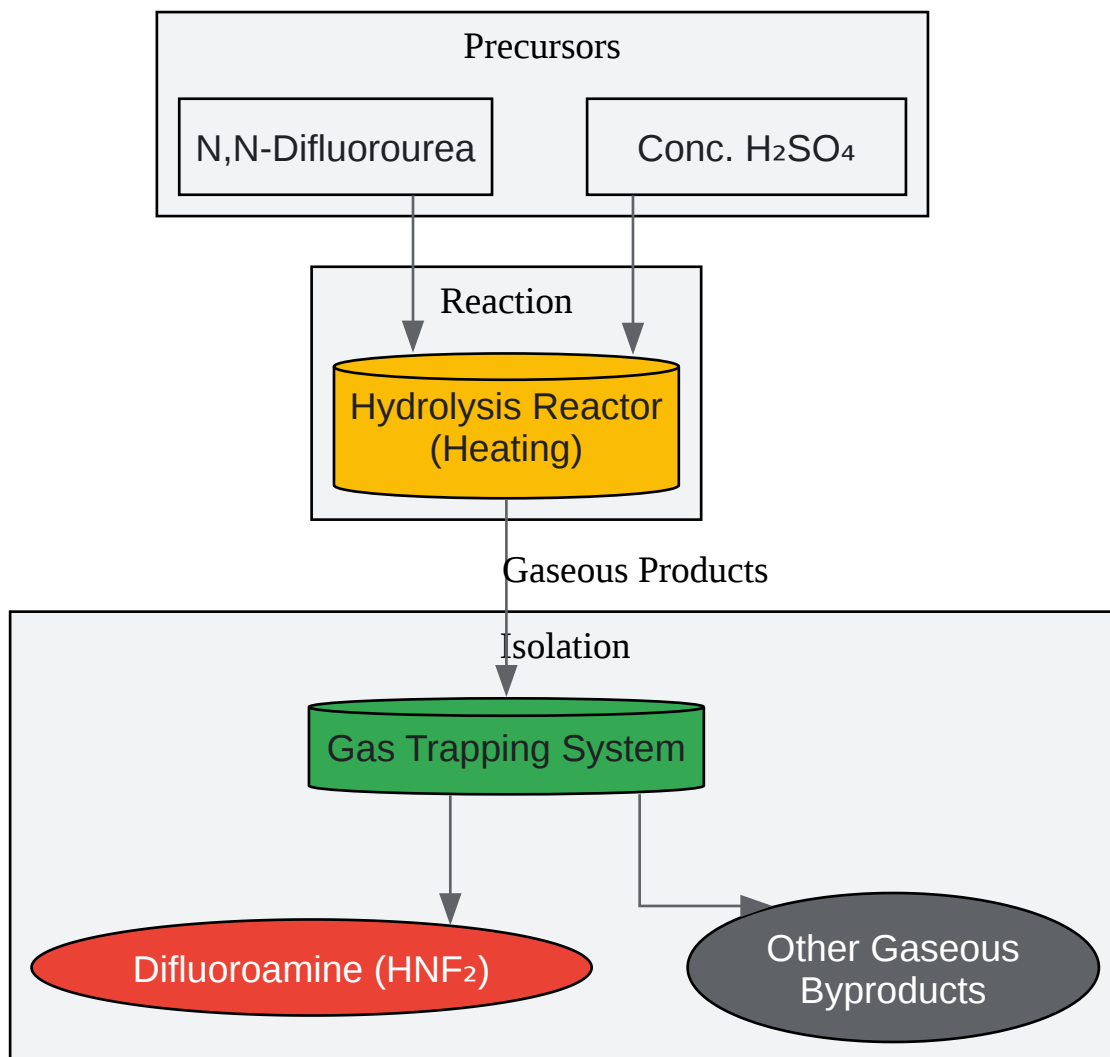 Precursors
N,N-Difluorourea
Conc. H₂SO₄
Reaction
Hydrolysis Reactor
(Heating)
Gaseous Products
Isolation
Gas Trapping System
Difluoroamine (HNF₂)
Other Gaseous
Byproducts